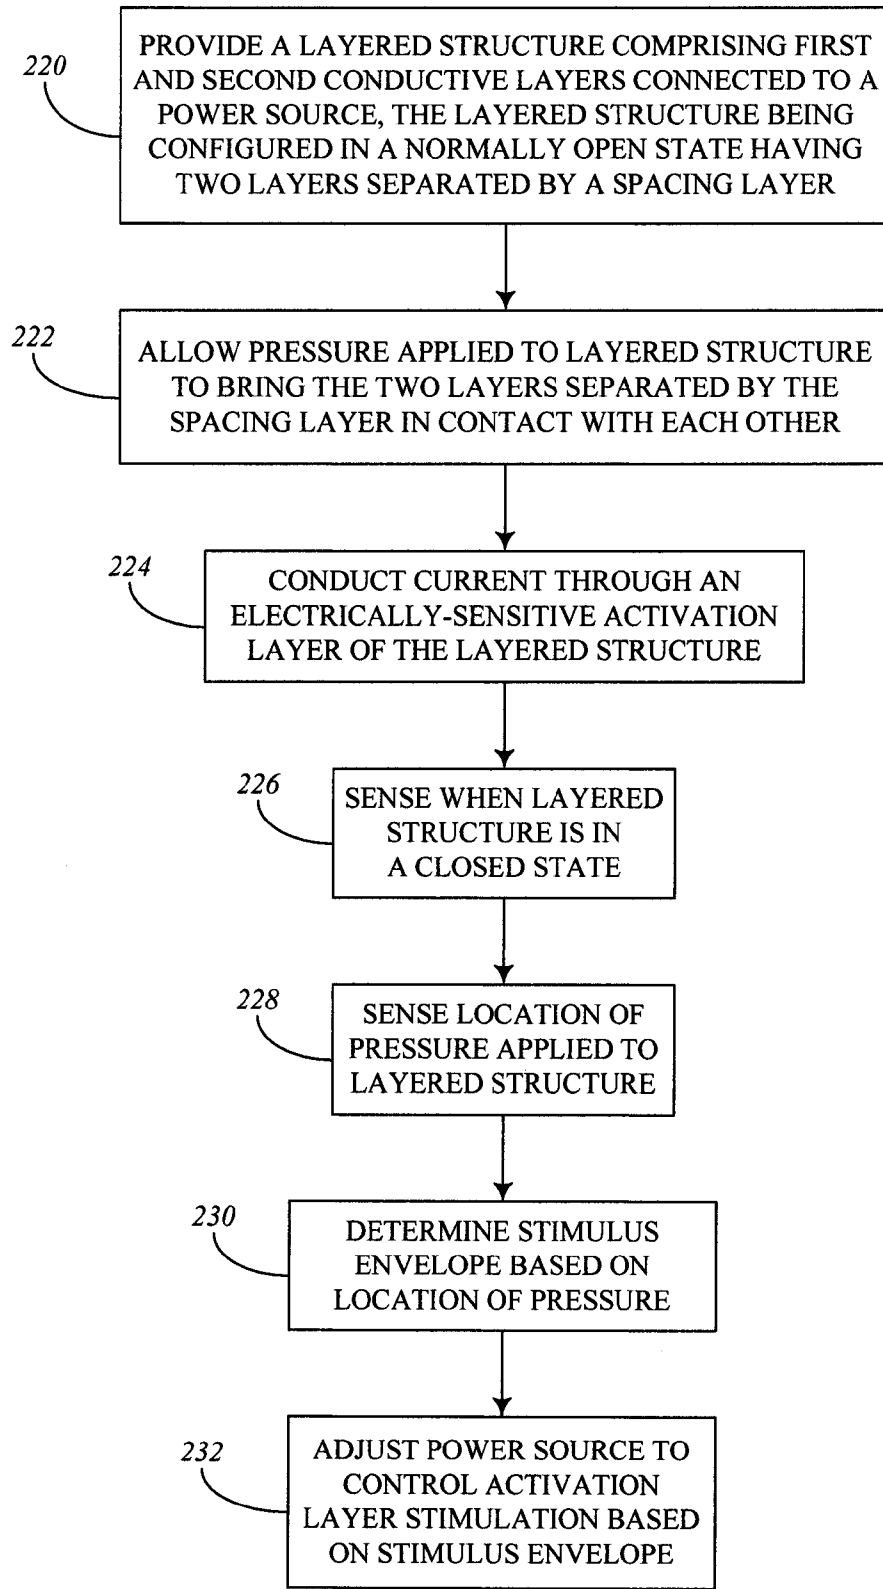 220
PROVIDE A LAYERED STRUCTURE COMPRISING FIRST
AND SECOND CONDUCTIVE LAYERS CONNECTED TO A
POWER SOURCE, THE LAYERED STRUCTURE BEING
CONFIGURED IN A NORMALLY OPEN STATE HAVING
TWO LAYERS SEPARATED BY A SPACING LAYER
222
ALLOW PRESSURE APPLIED TO LAYERED STRUCTURE
TO BRING THE TWO LAYERS SEPARATED BY THE
SPACING LAYER IN CONTACT WITH EACH OTHER
224
CONDUCT CURRENT THROUGH AN
ELECTRICALLY-SENSITIVE ACTIVATION
LAYER OF THE LAYERED STRUCTURE
226
SENSE WHEN LAYERED
STRUCTURE IS IN
A CLOSED STATE
228
SENSE LOCATION OF
PRESSURE APPLIED TO
LAYERED STRUCTURE
230
DETERMINE STIMULUS
ENVELOPE BASED ON
LOCATION OF PRESSURE
232
ADJUST POWER SOURCE TO
CONTROL ACTIVATION
LAYER STIMULATION BASED
ON STIMULUS ENVELOPE